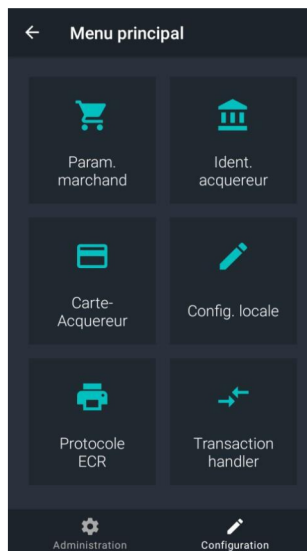 Menu principal
Param.
marchand
Ident.
acquereur
Carte-
Acquereur
Config. locale
Protocole
ECR
Transaction
handler
Administration
Configuration